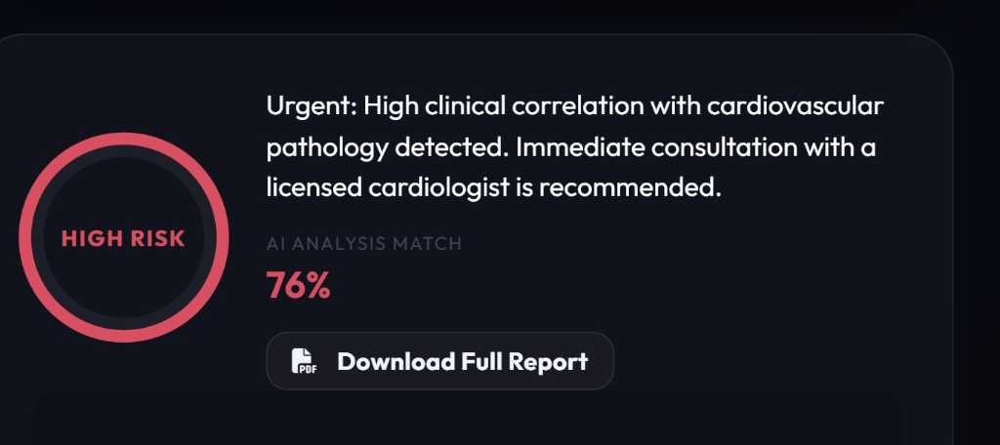 Urgent: High clinical correlation with cardiovascular
pathology detected. Immediate consultation with a
licensed cardiologist is recommended.
HIGH RISK
AI ANALYSIS MATCH
76%
PDF
Download Full Report